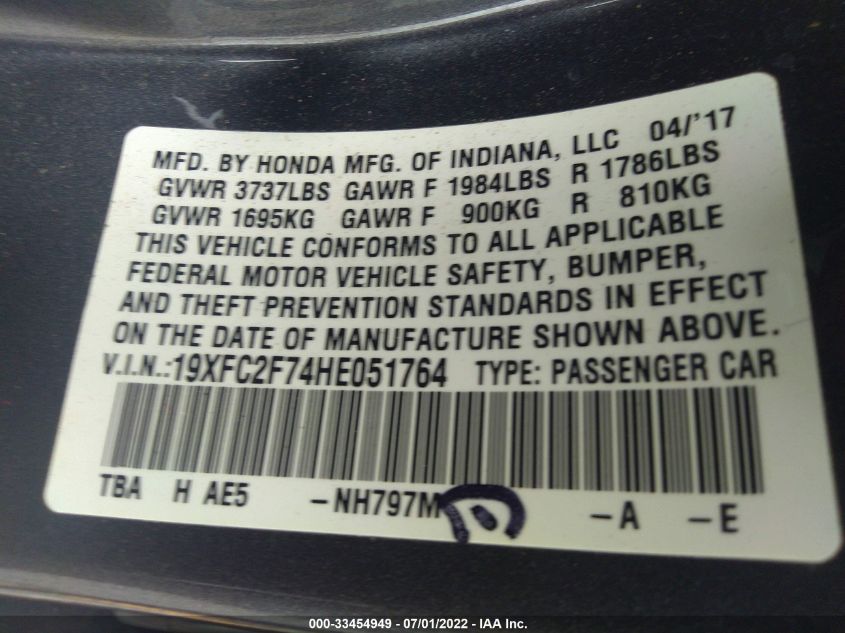 MFD. BY HONDA MFG. OF INDIANA, LLC 04/'17
GVWR 3737LBS GAWR F 1984LBS R 1786LBS
GVWR 1695KG GAWR F 900KG R 810KG
THIS VEHICLE CONFORMS TO ALL APPLICABLE
FEDERAL MOTOR VEHICLE SAFETY, BUMPER,
AND THEFT PREVENTION STANDARDS IN EFFECT
ON THE DATE OF MANUFACTURE SHOWN ABOVE.
V.I.N.:19XFC2F74HE051764 TYPE: PASSENGER CAR
TBA H AE5 -NH797M -A -E
000-33454949 - 07/01/2022 - IAA Inc.